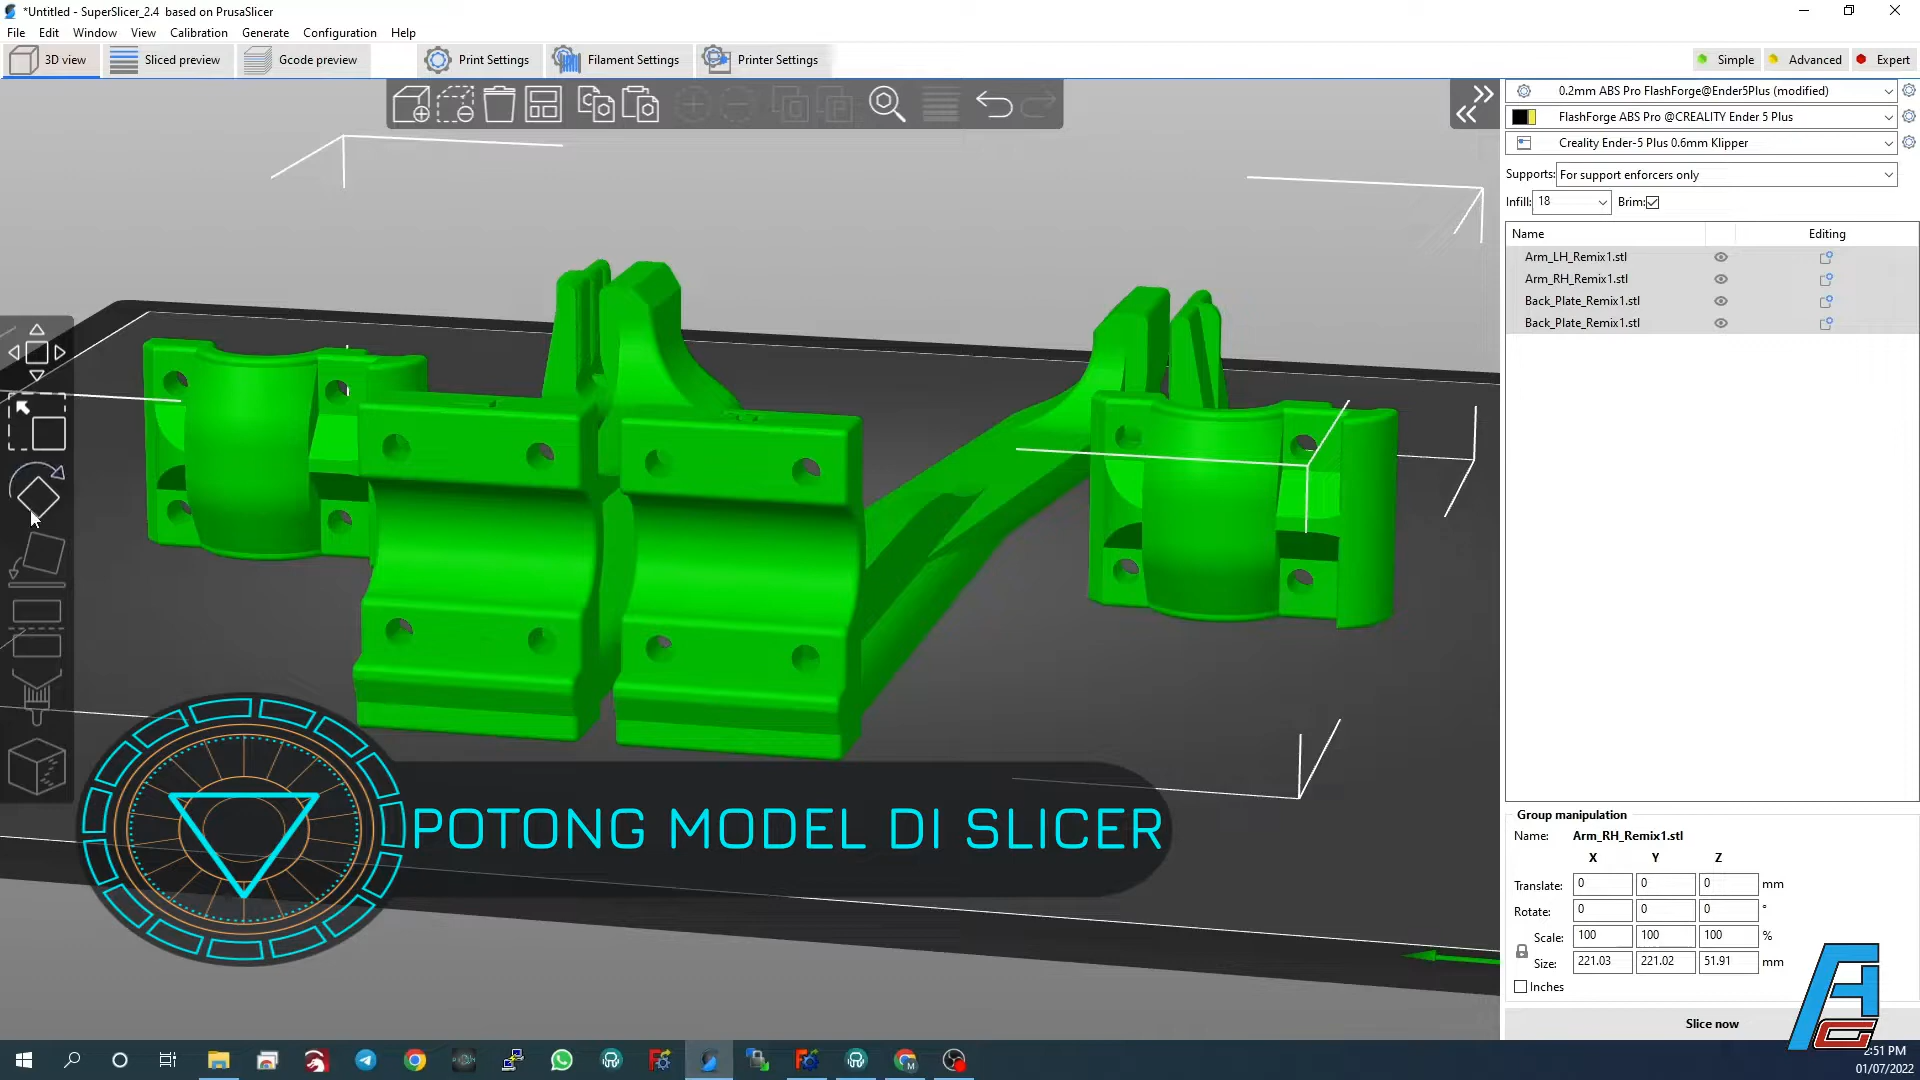 *Untitled - SuperSlicer_2.4 based on PrusaSlicer
File Edit Window View Calibration Generate Configuration Help
3D view Sliced preview Gcode preview Print Settings Filament Settings Printer Settings Simple Advanced Expert
0.2mm ABS Pro FlashForge@Ender5Plus (modified)
FlashForge ABS Pro @CREALITY Ender 5 Plus
Creality Ender-5 Plus 0.6mm Klipper
Supports: For support enforcers only
Infill: 18 Brim:
Name Editing
Arm_LH_Remix1.stl
Arm_RH_Remix1.stl
Back_Plate_Remix1.stl
Back_Plate_Remix1.stl
POTONG MODEL DI SLICER
Group manipulation
Name: Arm_RH_Remix1.stl
X Y Z
Translate: 0 0 0 mm
Rotate: 0 0 0 °
Scale: 100 100 100 %
Size: 221.03 221.02 51.91 mm
Inches
Slice now
2:51 PM
01/07/2022